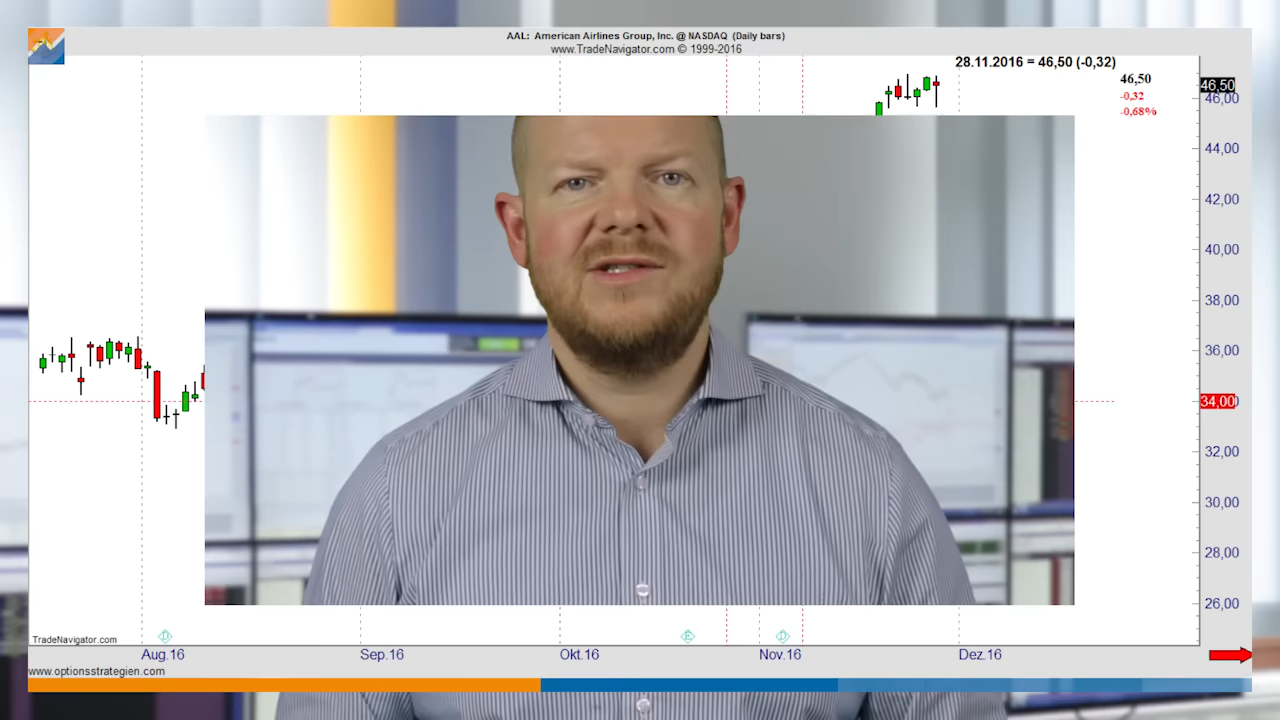 AAL: American Airlines Group, Inc. @ NASDAQ (Daily bars)
www.TradeNavigator.com © 1999-2016
28.11.2016 = 46,50 (-0,32)
46,50
-0,32
-0,68%
46,50
46,00
44,00
42,00
40,00
38,00
36,00
34,00
32,00
30,00
28,00
26,00
TradeNavigator.com
D
E
D
Aug.16
Sep.16
Okt.16
Nov.16
Dez.16
www.optionsstrategien.com